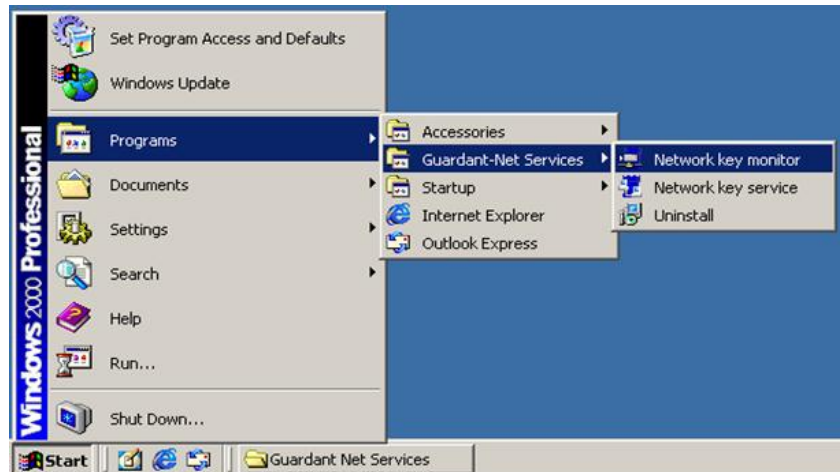 Windows 2000 Professional
Set Program Access and Defaults
Windows Update
Programs
Documents
Settings
Search
Help
Run...
Shut Down...
Accessories
Guardant-Net Services
Startup
Internet Explorer
Outlook Express
Network key monitor
Network key service
Uninstall
Start
Guardant Net Services